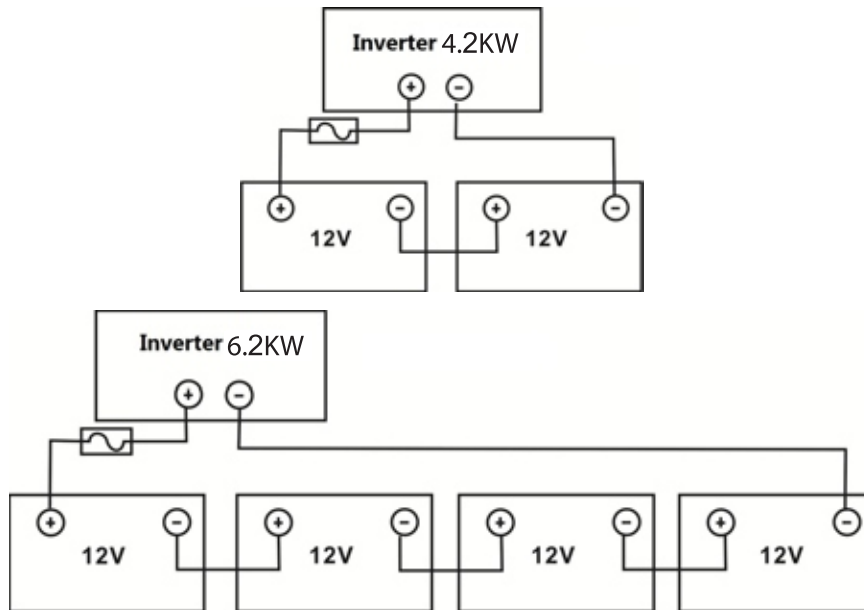 Inverter 4.2KW
+ −
+ − + −
12V 12V
Inverter 6.2KW
+ −
+ − + − + − + −
12V 12V 12V 12V